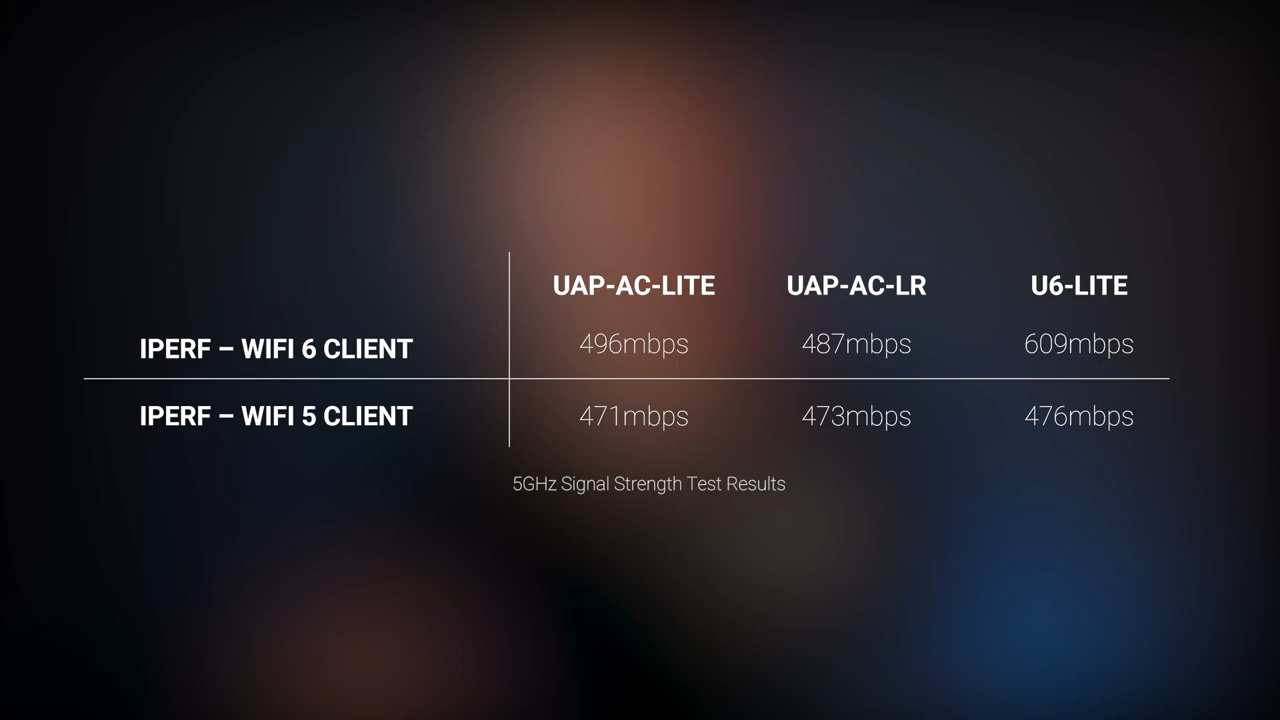 UAP-AC-LITE UAP-AC-LR U6-LITE
IPERF – WIFI 6 CLIENT 496mbps 487mbps 609mbps
IPERF – WIFI 5 CLIENT 471mbps 473mbps 476mbps
5GHz Signal Strength Test Results